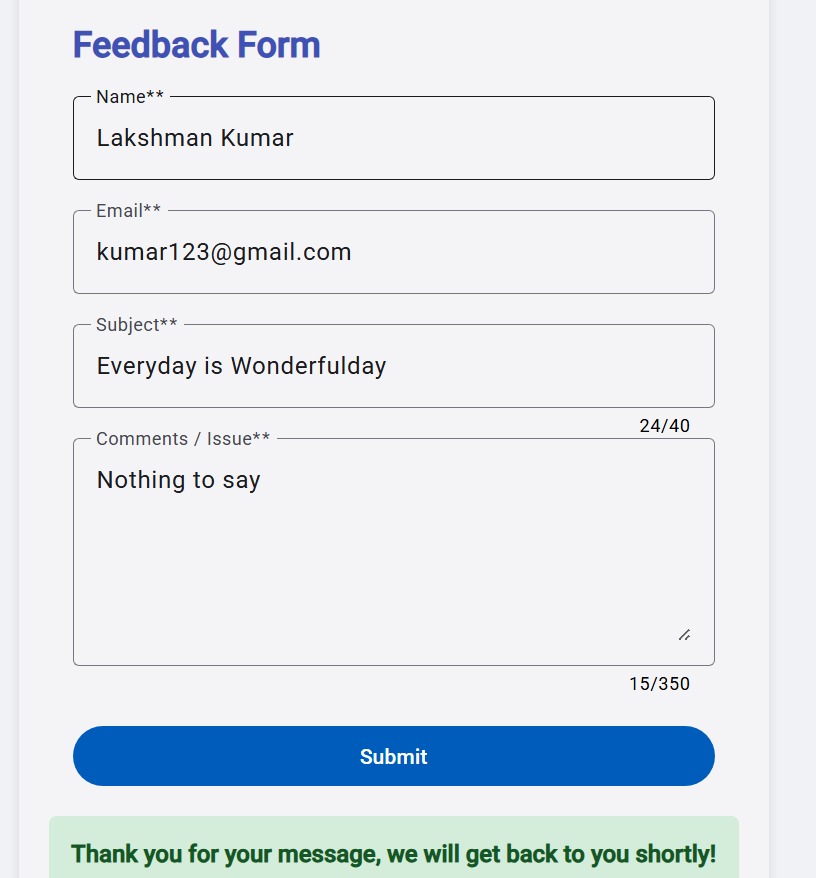 Feedback Form
Name**
Lakshman Kumar
Email**
kumar123@gmail.com
Subject**
Everyday is Wonderfulday
24/40
Comments / Issue**
Nothing to say
15/350
Submit
Thank you for your message, we will get back to you shortly!